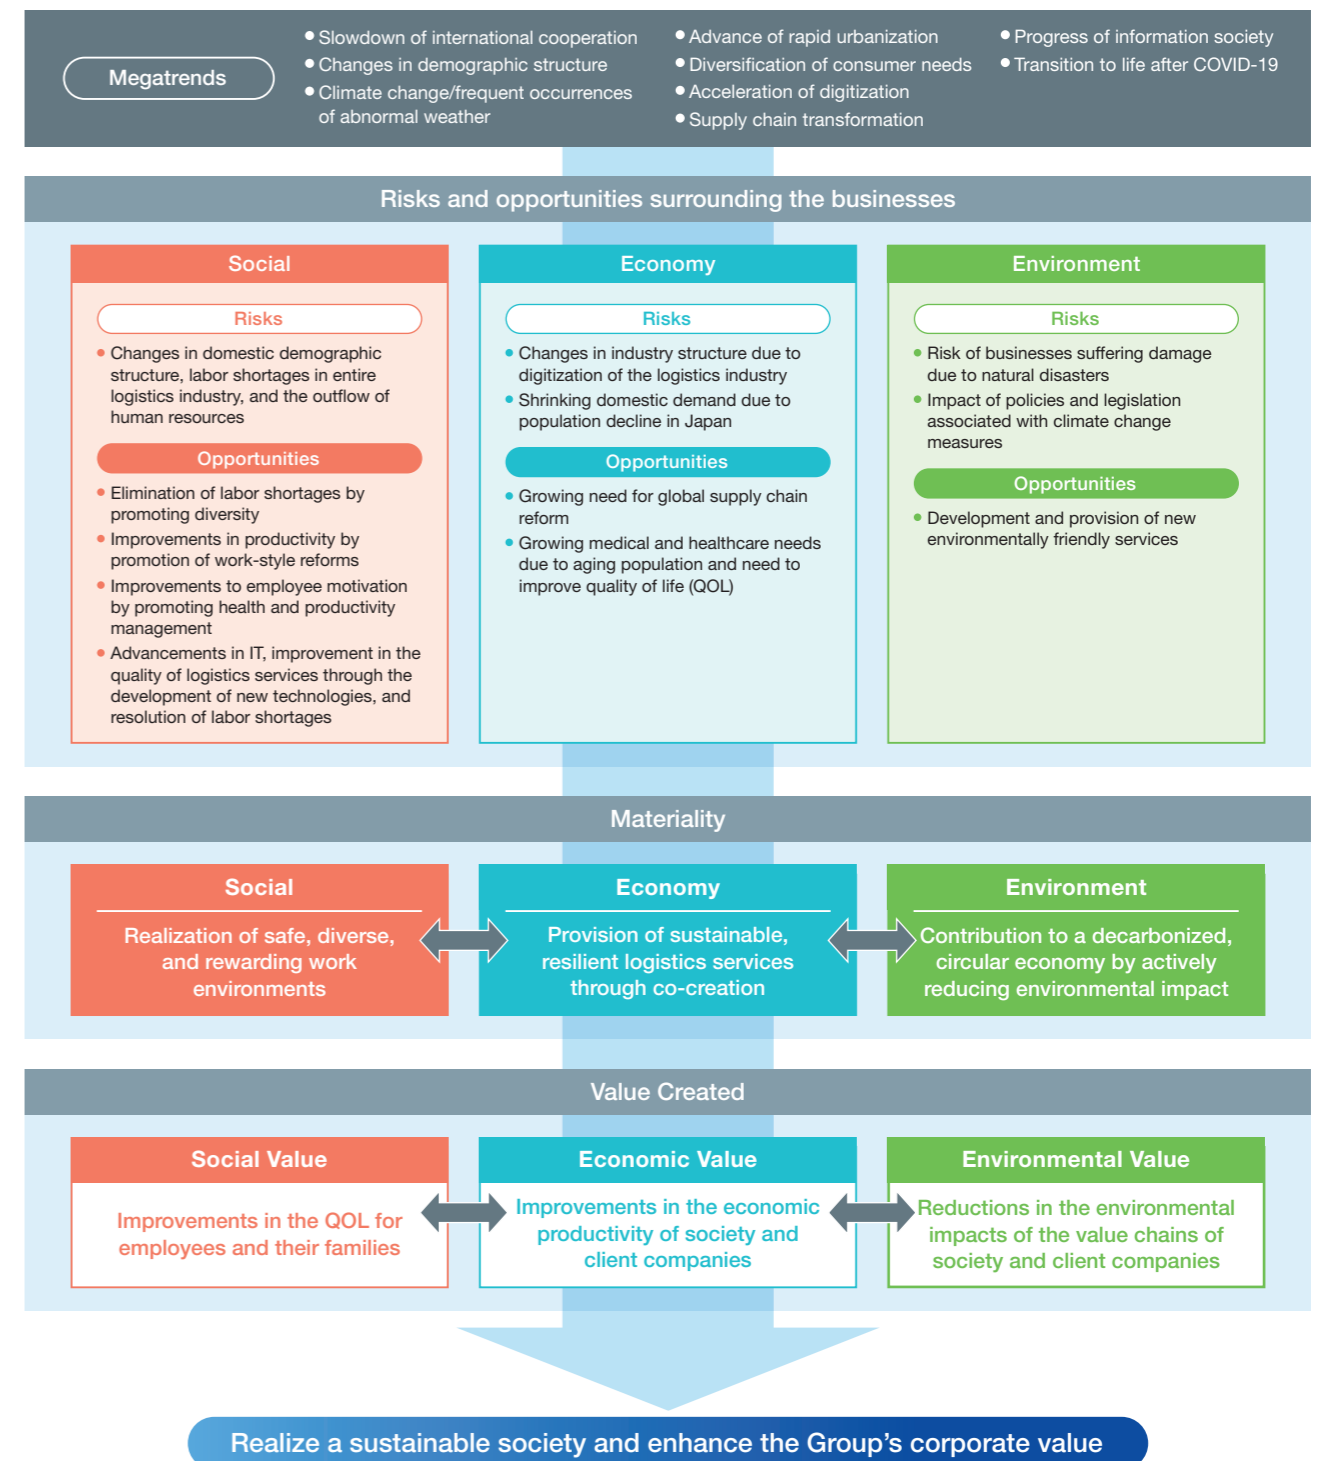 Megatrends
Slowdown of international cooperation
Changes in demographic structure
Climate change/frequent occurrences
of abnormal weather
Advance of rapid urbanization
Diversification of consumer needs
Acceleration of digitization
Supply chain transformation
Progress of information society
Transition to life after COVID-19
Risks and opportunities surrounding the businesses
Social
Risks
Changes in domestic demographic
structure, labor shortages in entire
logistics industry, and the outflow of
human resources
Opportunities
Elimination of labor shortages by
promoting diversity
Improvements in productivity by
promotion of work-style reforms
Improvements to employee motivation
by promoting health and productivity
management
Advancements in IT, improvement in the
quality of logistics services through the
development of new technologies, and
resolution of labor shortages
Economy
Risks
Changes in industry structure due to
digitization of the logistics industry
Shrinking domestic demand due to
population decline in Japan
Opportunities
Growing need for global supply chain
reform
Growing medical and healthcare needs
due to aging population and need to
improve quality of life (QOL)
Environment
Risks
Risk of businesses suffering damage
due to natural disasters
Impact of policies and legislation
associated with climate change
measures
Opportunities
Development and provision of new
environmentally friendly services
Materiality
Social
Realization of safe, diverse,
and rewarding work
environments
Economy
Provision of sustainable,
resilient logistics services
through co-creation
Environment
Contribution to a decarbonized,
circular economy by actively
reducing environmental impact
Value Created
Social Value
Improvements in the QOL for
employees and their families
Economic Value
Improvements in the economic
productivity of society and
client companies
Environmental Value
Reductions in the environmental
impacts of the value chains of
society and client companies
Realize a sustainable society and enhance the Group's corporate value